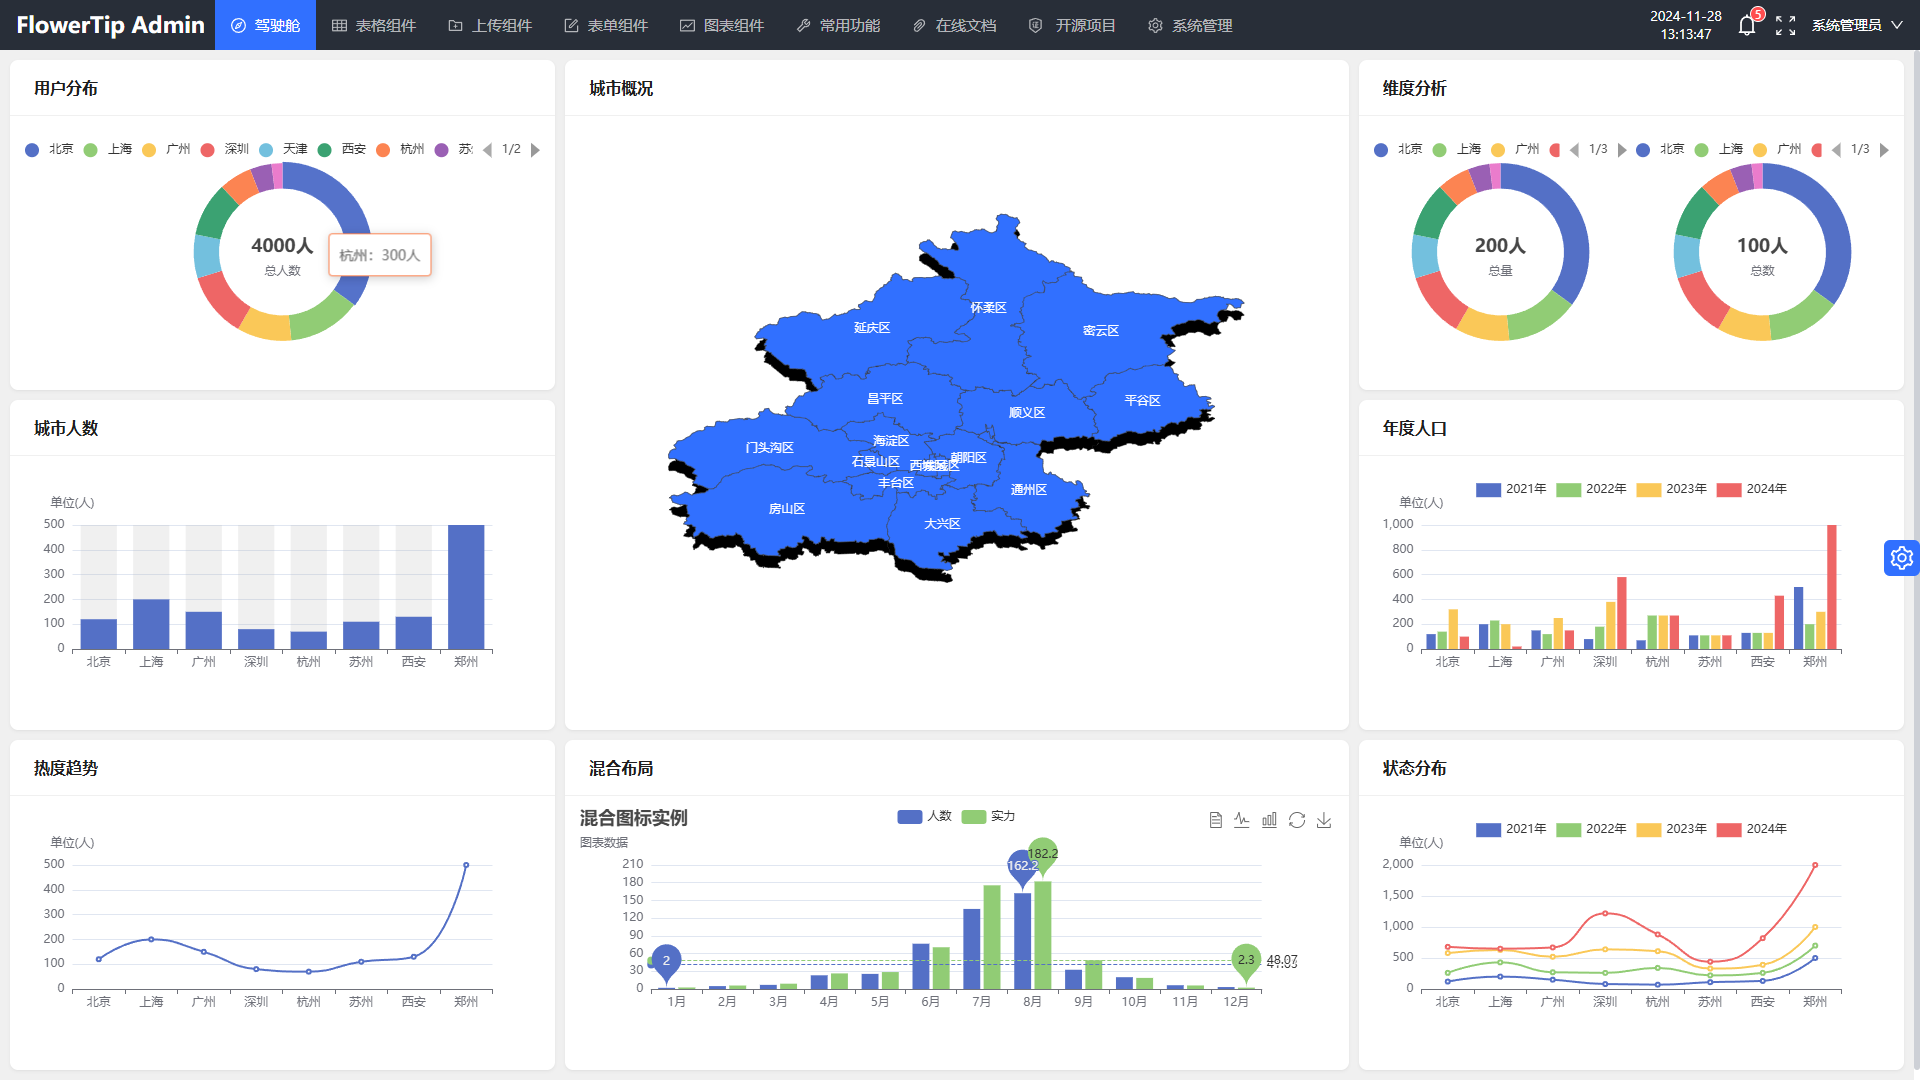 FlowerTip Admin 驾驶舱 表格组件 上传组件 表单组件 图表组件 常用功能 在线文档 开源项目 系统管理 2024-11-28 13:13:47 5 系统管理员
用户分布
北京 上海 广州 深圳 天津 西安 杭州 1/2
4000人
总人数
杭州: 300人
城市概况
怀柔区
延庆区
密云区
昌平区
平谷区
顺义区
海淀区
门头沟区
朝阳区
石景山区
丰台区
通州区
房山区
大兴区
维度分析
北京 上海 广州 1/3 北京 上海 广州 1/3
200人
总量
100人
总数
城市人数
单位(人)
500
400
300
200
100
0
北京 上海 广州 深圳 杭州 苏州 西安 郑州
年度人口
2021年 2022年 2023年 2024年
单位(人)
1,000
800
600
400
200
0
北京 上海 广州 深圳 杭州 苏州 西安 郑州
热度趋势
单位(人)
500
400
300
200
100
0
北京 上海 广州 深圳 杭州 苏州 西安 郑州
混合布局
混合图标实例
图表数据
人数 实力
210
180
150
120
90
60
30
0
2
162.2
182.2
2.3
48.07
1月 2月 3月 4月 5月 6月 7月 8月 9月 10月 11月 12月
状态分布
2021年 2022年 2023年 2024年
单位(人)
2,000
1,500
1,000
500
0
北京 上海 广州 深圳 杭州 苏州 西安 郑州